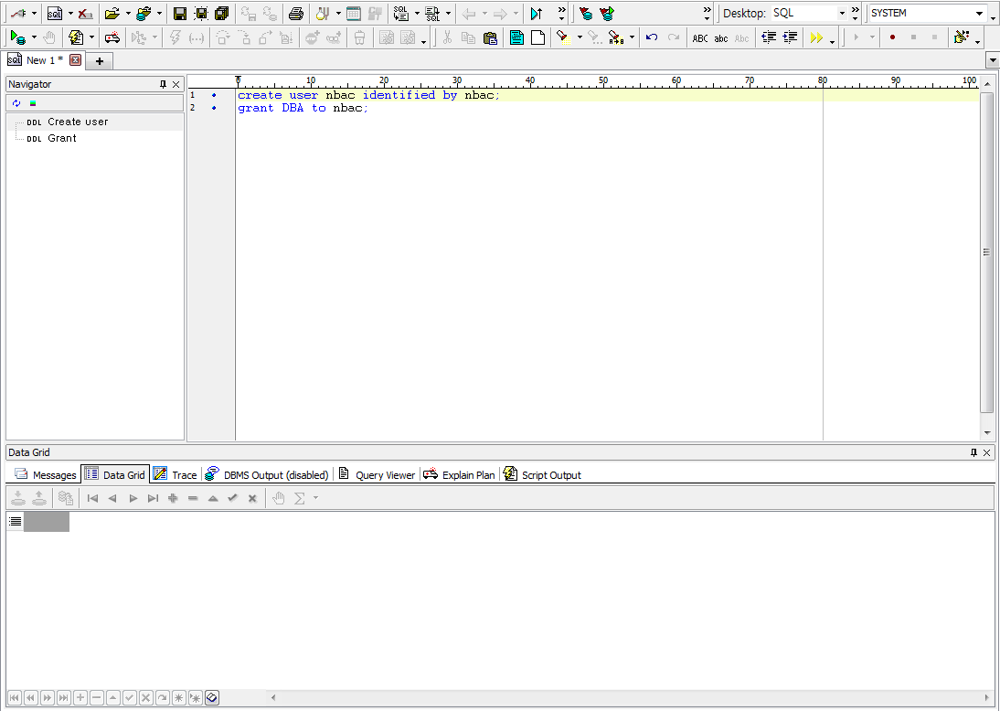 Desktop: SQL SYSTEM
ABC abc Abc
New 1 *
Navigator
DDL Create user
DDL Grant
0 10 20 30 40 50 60 70 80 90 100
1 create user nbac identified by nbac;
2 grant DBA to nbac;
Data Grid
Messages Data Grid Trace DBMS Output (disabled) Query Viewer Explain Plan Script Output